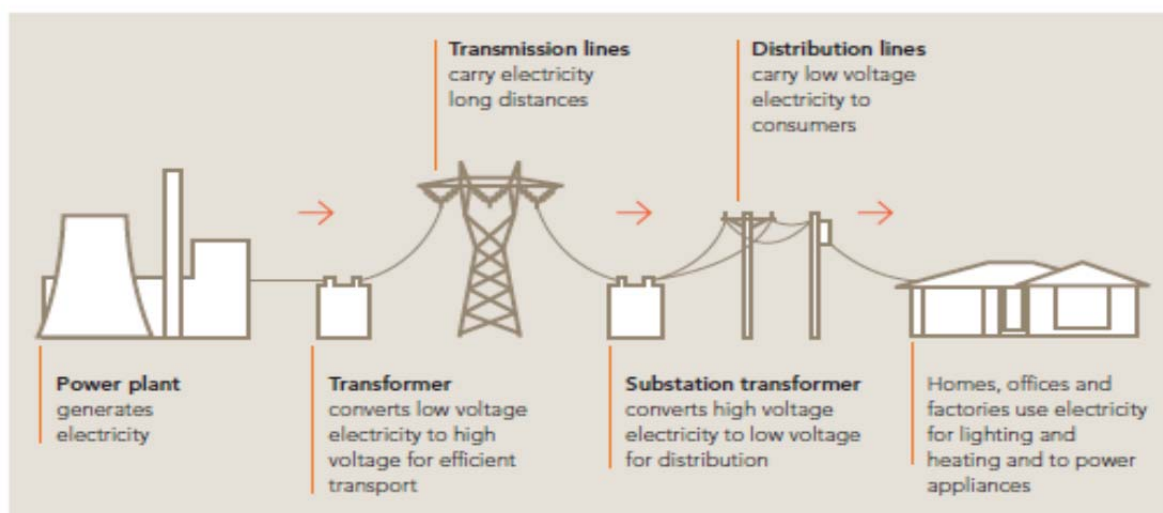 Transmission lines
carry electricity
long distances
Distribution lines
carry low voltage
electricity to
consumers
Power plant
generates
electricity
Transformer
converts low voltage
electricity to high
voltage for efficient
transport
Substation transformer
converts high voltage
electricity to low voltage
for distribution
Homes, offices and
factories use electricity
for lighting and
heating and to power
appliances